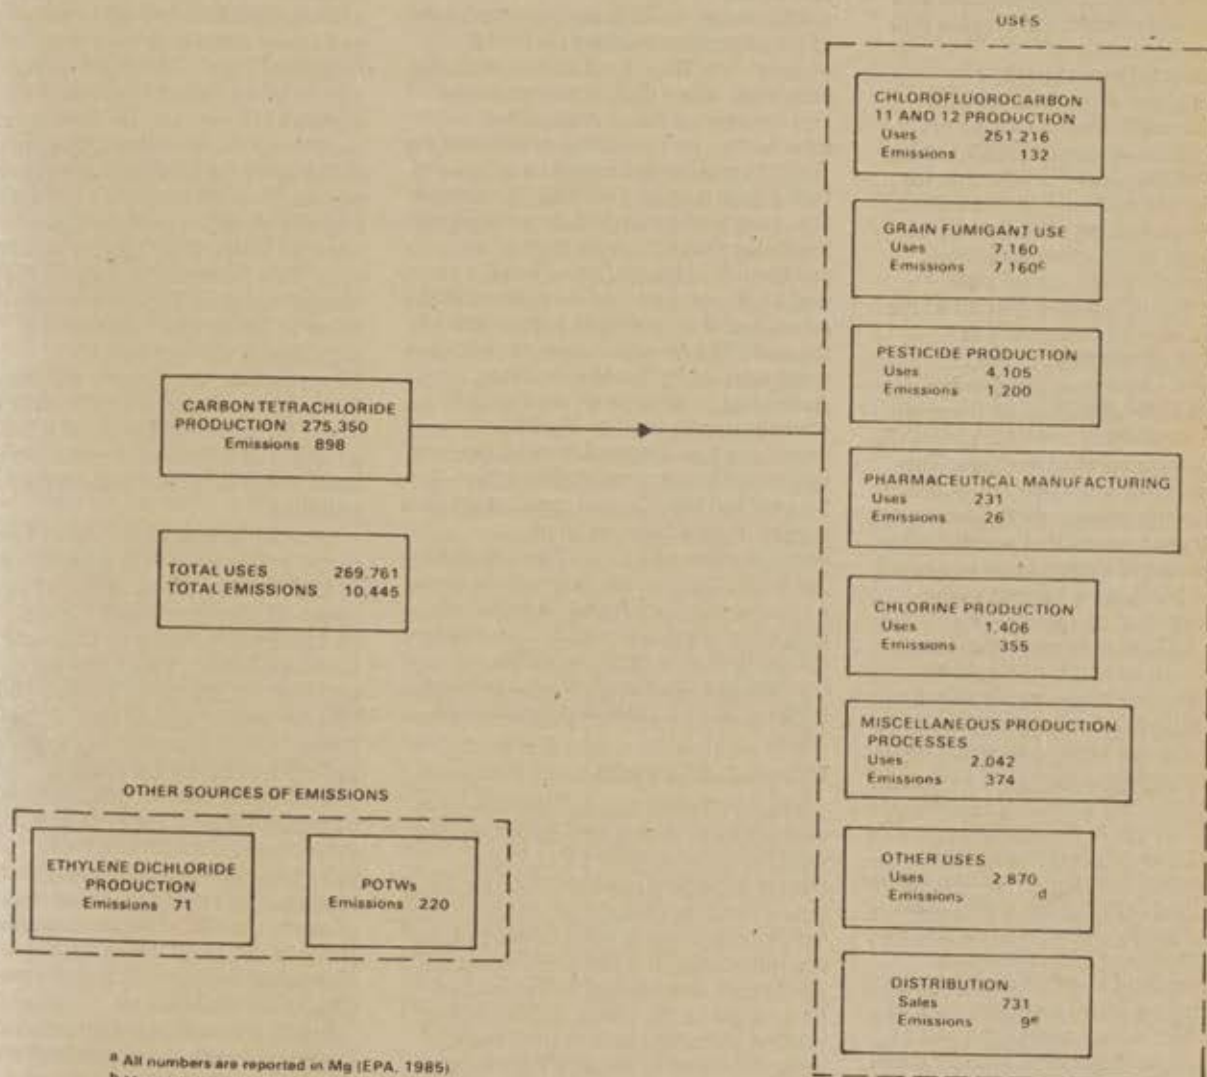 USES
CHLOROFLUOROCARBON
11 AND 12 PRODUCTION
Uses 251.216
Emissions 132
GRAIN FUMIGANT USE
Uses 7.160
Emissions 7.160c
PESTICIDE PRODUCTION
Uses 4.105
Emissions 1.200
CARBON TETRACHLORIDE
PRODUCTION 275,350
Emissions 898
PHARMACEUTICAL MANUFACTURING
Uses 231
Emissions 26
TOTAL USES 269.761
TOTAL EMISSIONS 10,445
CHLORINE PRODUCTION
Uses 1,406
Emissions 355
MISCELLANEOUS PRODUCTION
PROCESSES
Uses 2.042
Emissions 374
OTHER SOURCES OF EMISSIONS
ETHYLENE DICHLORIDE
PRODUCTION
Emissions 71
POTWs
Emissions 220
OTHER USES
Uses 2.870
Emissions d
DISTRIBUTION
Sales 731
Emissions 9e
a All numbers are reported in Mg (EPA, 1985)